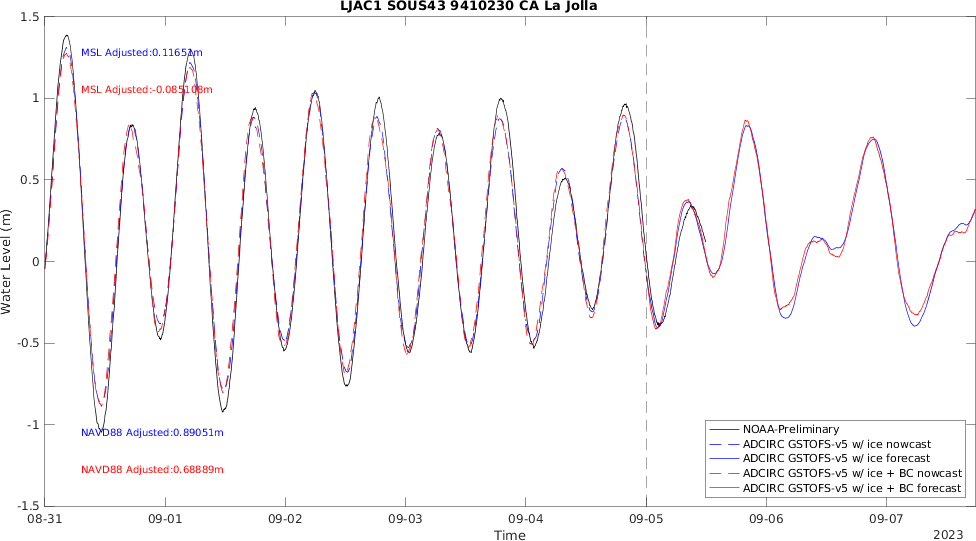 LJAC1 SOUS43 9410230 CA La Jolla
1.5
1
0.5
0
-0.5
-1
-1.5
Water Level (m)
MSL Adjusted:0.11651m
MSL Adjusted:-0.085108m
NAVD88 Adjusted:0.89051m
NAVD88 Adjusted:0.68889m
NOAA-Preliminary
ADCIRC GSTOFS-v5 w/ ice nowcast
ADCIRC GSTOFS-v5 w/ ice forecast
ADCIRC GSTOFS-v5 w/ ice + BC nowcast
ADCIRC GSTOFS-v5 w/ ice + BC forecast
08-31 09-01 09-02 09-03 09-04 09-05 09-06 09-07
Time
2023